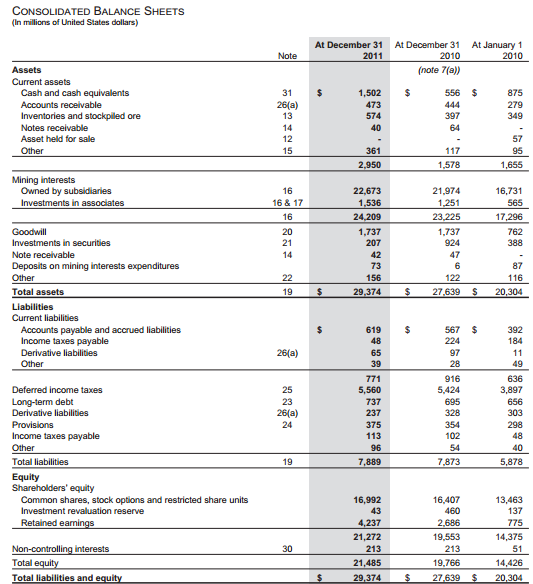 CONSOLIDATED BALANCE SHEETS
(In millions of United States dollars)
At December 31 At December 31 At January 1
Note 2011 2010 2010
Assets (note 7(a))
Current assets
Cash and cash equivalents 31 $ 1,502 $ 556 $ 875
Accounts receivable 26(a) 473 444 279
Inventories and stockpiled ore 13 574 397 349
Notes receivable 14 40 64 -
Asset held for sale 12 - - 57
Other 15 361 117 95
2,950 1,578 1,655
Mining interests
Owned by subsidiaries 16 22,673 21,974 16,731
Investments in associates 16 & 17 1,536 1,251 565
16 24,209 23,225 17,296
Goodwill 20 1,737 1,737 762
Investments in securities 21 207 924 388
Note receivable 14 42 47 -
Deposits on mining interests expenditures 73 6 87
Other 22 156 122 116
Total assets 19 $ 29,374 $ 27,639 $ 20,304
Liabilities
Current liabilities
Accounts payable and accrued liabilities $ 619 $ 567 $ 392
Income taxes payable 48 224 184
Derivative liabilities 26(a) 65 97 11
Other 39 28 49
771 916 636
Deferred income taxes 25 5,560 5,424 3,897
Long-term debt 23 737 695 656
Derivative liabilities 26(a) 237 328 303
Provisions 24 375 354 298
Income taxes payable 113 102 48
Other 96 54 40
Total liabilities 19 7,889 7,873 5,878
Equity
Shareholders' equity
Common shares, stock options and restricted share units 16,992 16,407 13,463
Investment revaluation reserve 43 460 137
Retained earnings 4,237 2,686 775
21,272 19,553 14,375
Non-controlling interests 30 213 213 51
Total equity 21,485 19,766 14,426
Total liabilities and equity $ 29,374 $ 27,639 $ 20,304